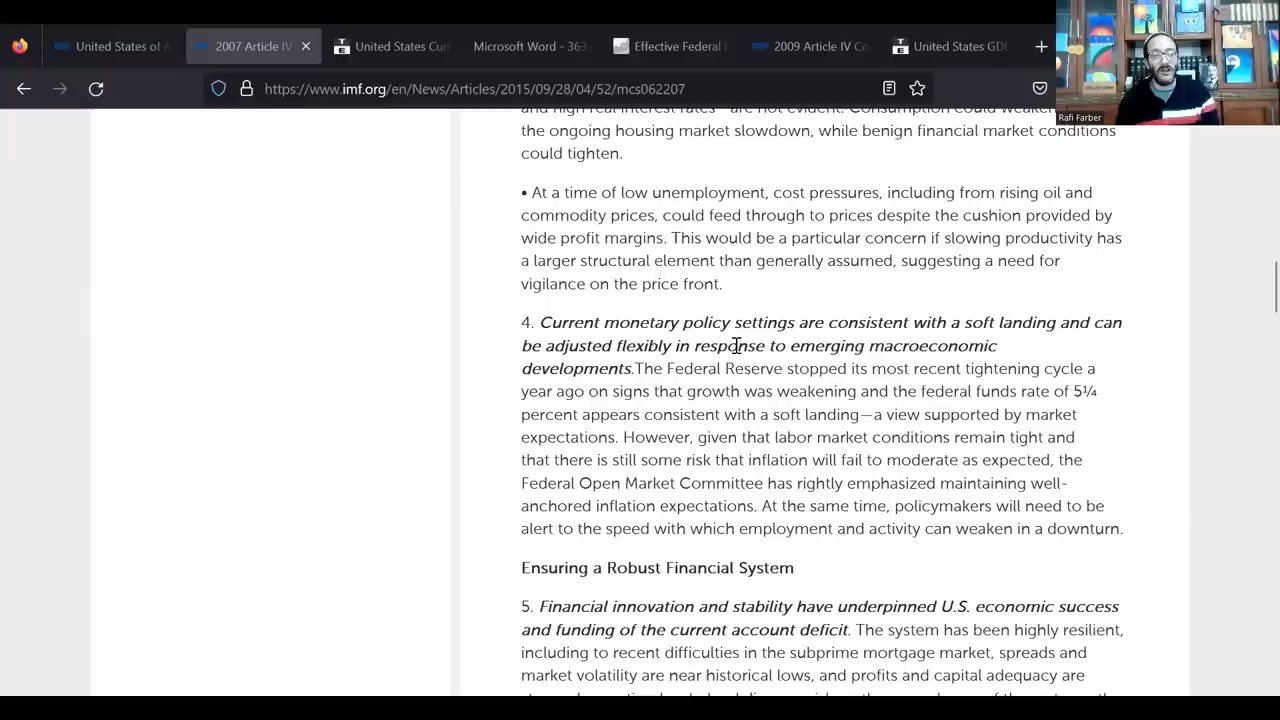 United States of A
2007 Article IV
United States Cur
Microsoft Word - 363
Effective Federal
2009 Article IV Co
United States GD
https://www.imf.org/en/News/Articles/2015/09/28/04/52/mcs062207
Rafi Farber
and high real interest rates—are not evident. Consumption could weaken
the ongoing housing market slowdown, while benign financial market conditions
could tighten.
• At a time of low unemployment, cost pressures, including from rising oil and
commodity prices, could feed through to prices despite the cushion provided by
wide profit margins. This would be a particular concern if slowing productivity has
a larger structural element than generally assumed, suggesting a need for
vigilance on the price front.
4. Current monetary policy settings are consistent with a soft landing and can
be adjusted flexibly in response to emerging macroeconomic
developments.The Federal Reserve stopped its most recent tightening cycle a
year ago on signs that growth was weakening and the federal funds rate of 5¼
percent appears consistent with a soft landing—a view supported by market
expectations. However, given that labor market conditions remain tight and
that there is still some risk that inflation will fail to moderate as expected, the
Federal Open Market Committee has rightly emphasized maintaining well-
anchored inflation expectations. At the same time, policymakers will need to be
alert to the speed with which employment and activity can weaken in a downturn.
Ensuring a Robust Financial System
5. Financial innovation and stability have underpinned U.S. economic success
and funding of the current account deficit. The system has been highly resilient,
including to recent difficulties in the subprime mortgage market, spreads and
market volatility are near historical lows, and profits and capital adequacy are